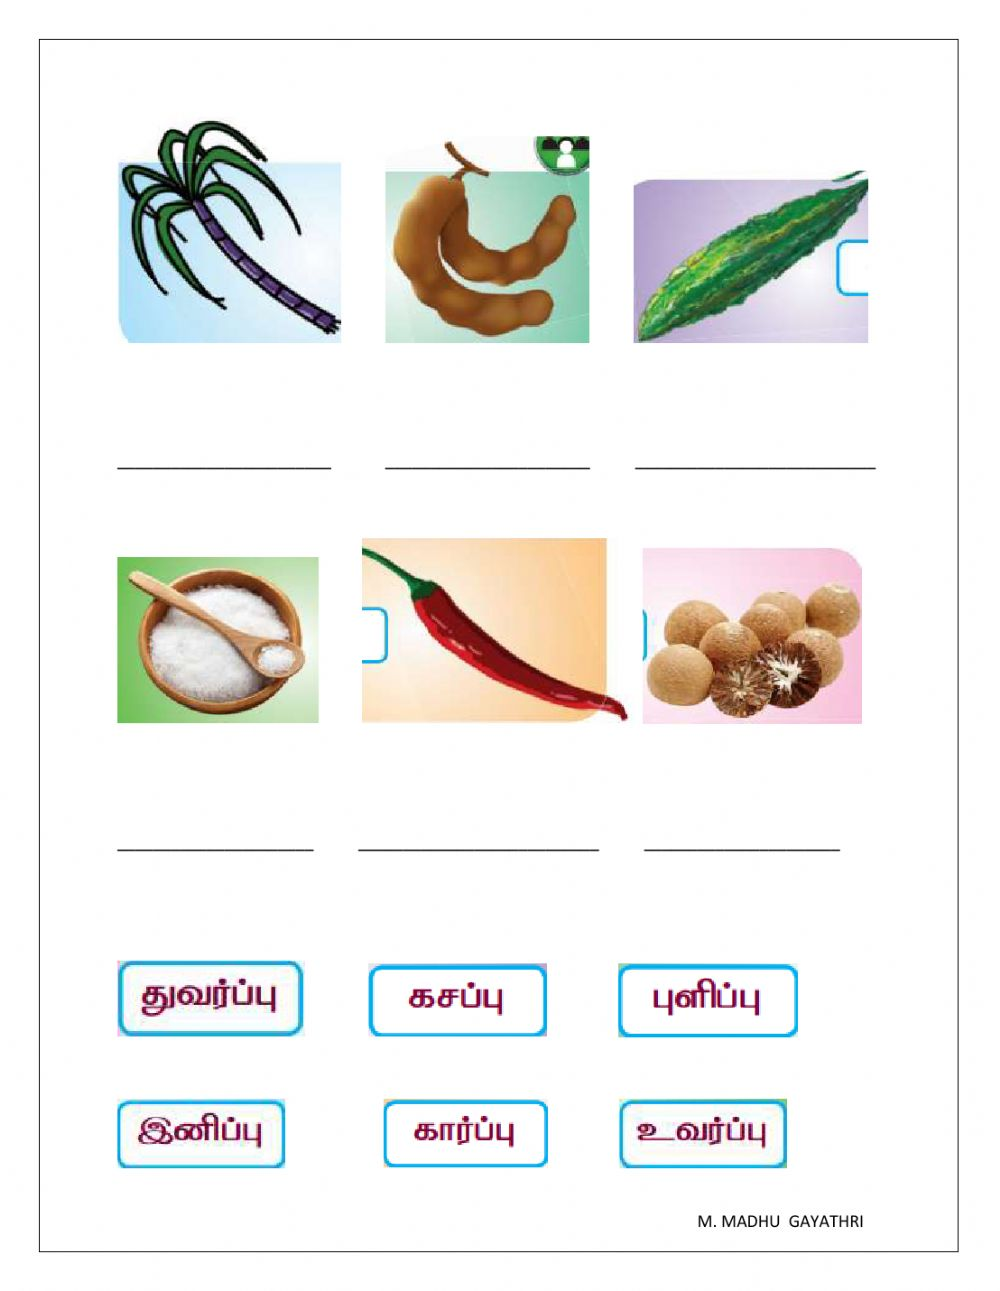 துவர்ப்பு கசப்பு புளிப்பு
இனிப்பு கார்ப்பு உவர்ப்பு
M. MADHU GAYATHRI